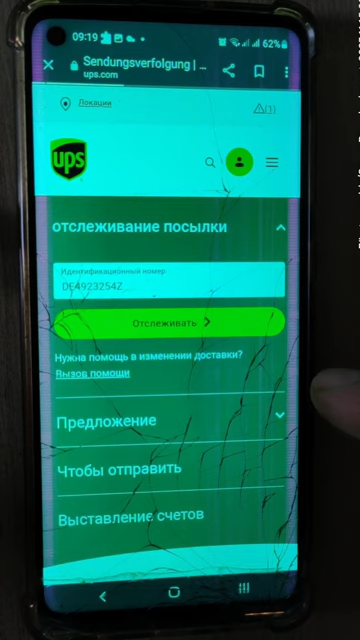 09:19
62%
Sendungsverfolgung | ...
ups.com
Локации
(1)
ups
отслеживание посылки
Идентификационный номер
DE4923254Z
Отслеживать
Нужна помощь в изменении доставки?
Вызов помощи
Предложение
Чтобы отправить
Выставление счетов